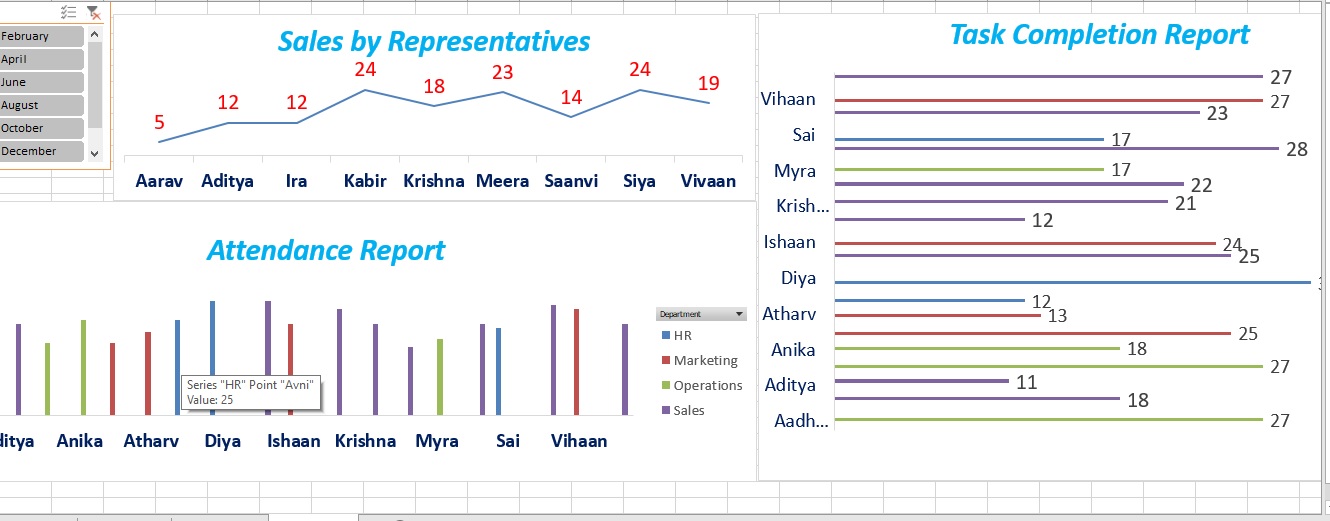 February
April
June
August
October
December
Sales by Representatives
5
12
12
24
18
23
14
24
19
Aarav Aditya Ira Kabir Krishna Meera Saanvi Siya Vivaan
Attendance Report
Series "HR" Point "Avni"
Value: 25
ditya Anika Atharv Diya Ishaan Krishna Myra Sai Vihaan
Department
HR
Marketing
Operations
Sales
Task Completion Report
27
Vihaan 27
23
Sai 17
28
Myra 17
22
Krish... 21
12
Ishaan 24
25
Diya
12
Atharv 13
25
Anika 18
27
Aditya 11
18
Aadh... 27